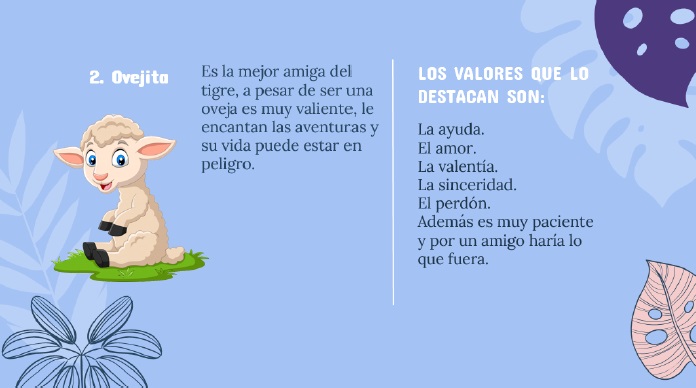 2. Ovejita
Es la mejor amiga del
tigre, a pesar de ser una
oveja es muy valiente, le
encantan las aventuras y
su vida puede estar en
peligro.
LOS VALORES QUE LO
DESTACAN SON:
La ayuda.
El amor.
La valentía.
La sinceridad.
El perdón.
Además es muy paciente
y por un amigo haría lo
que fuera.